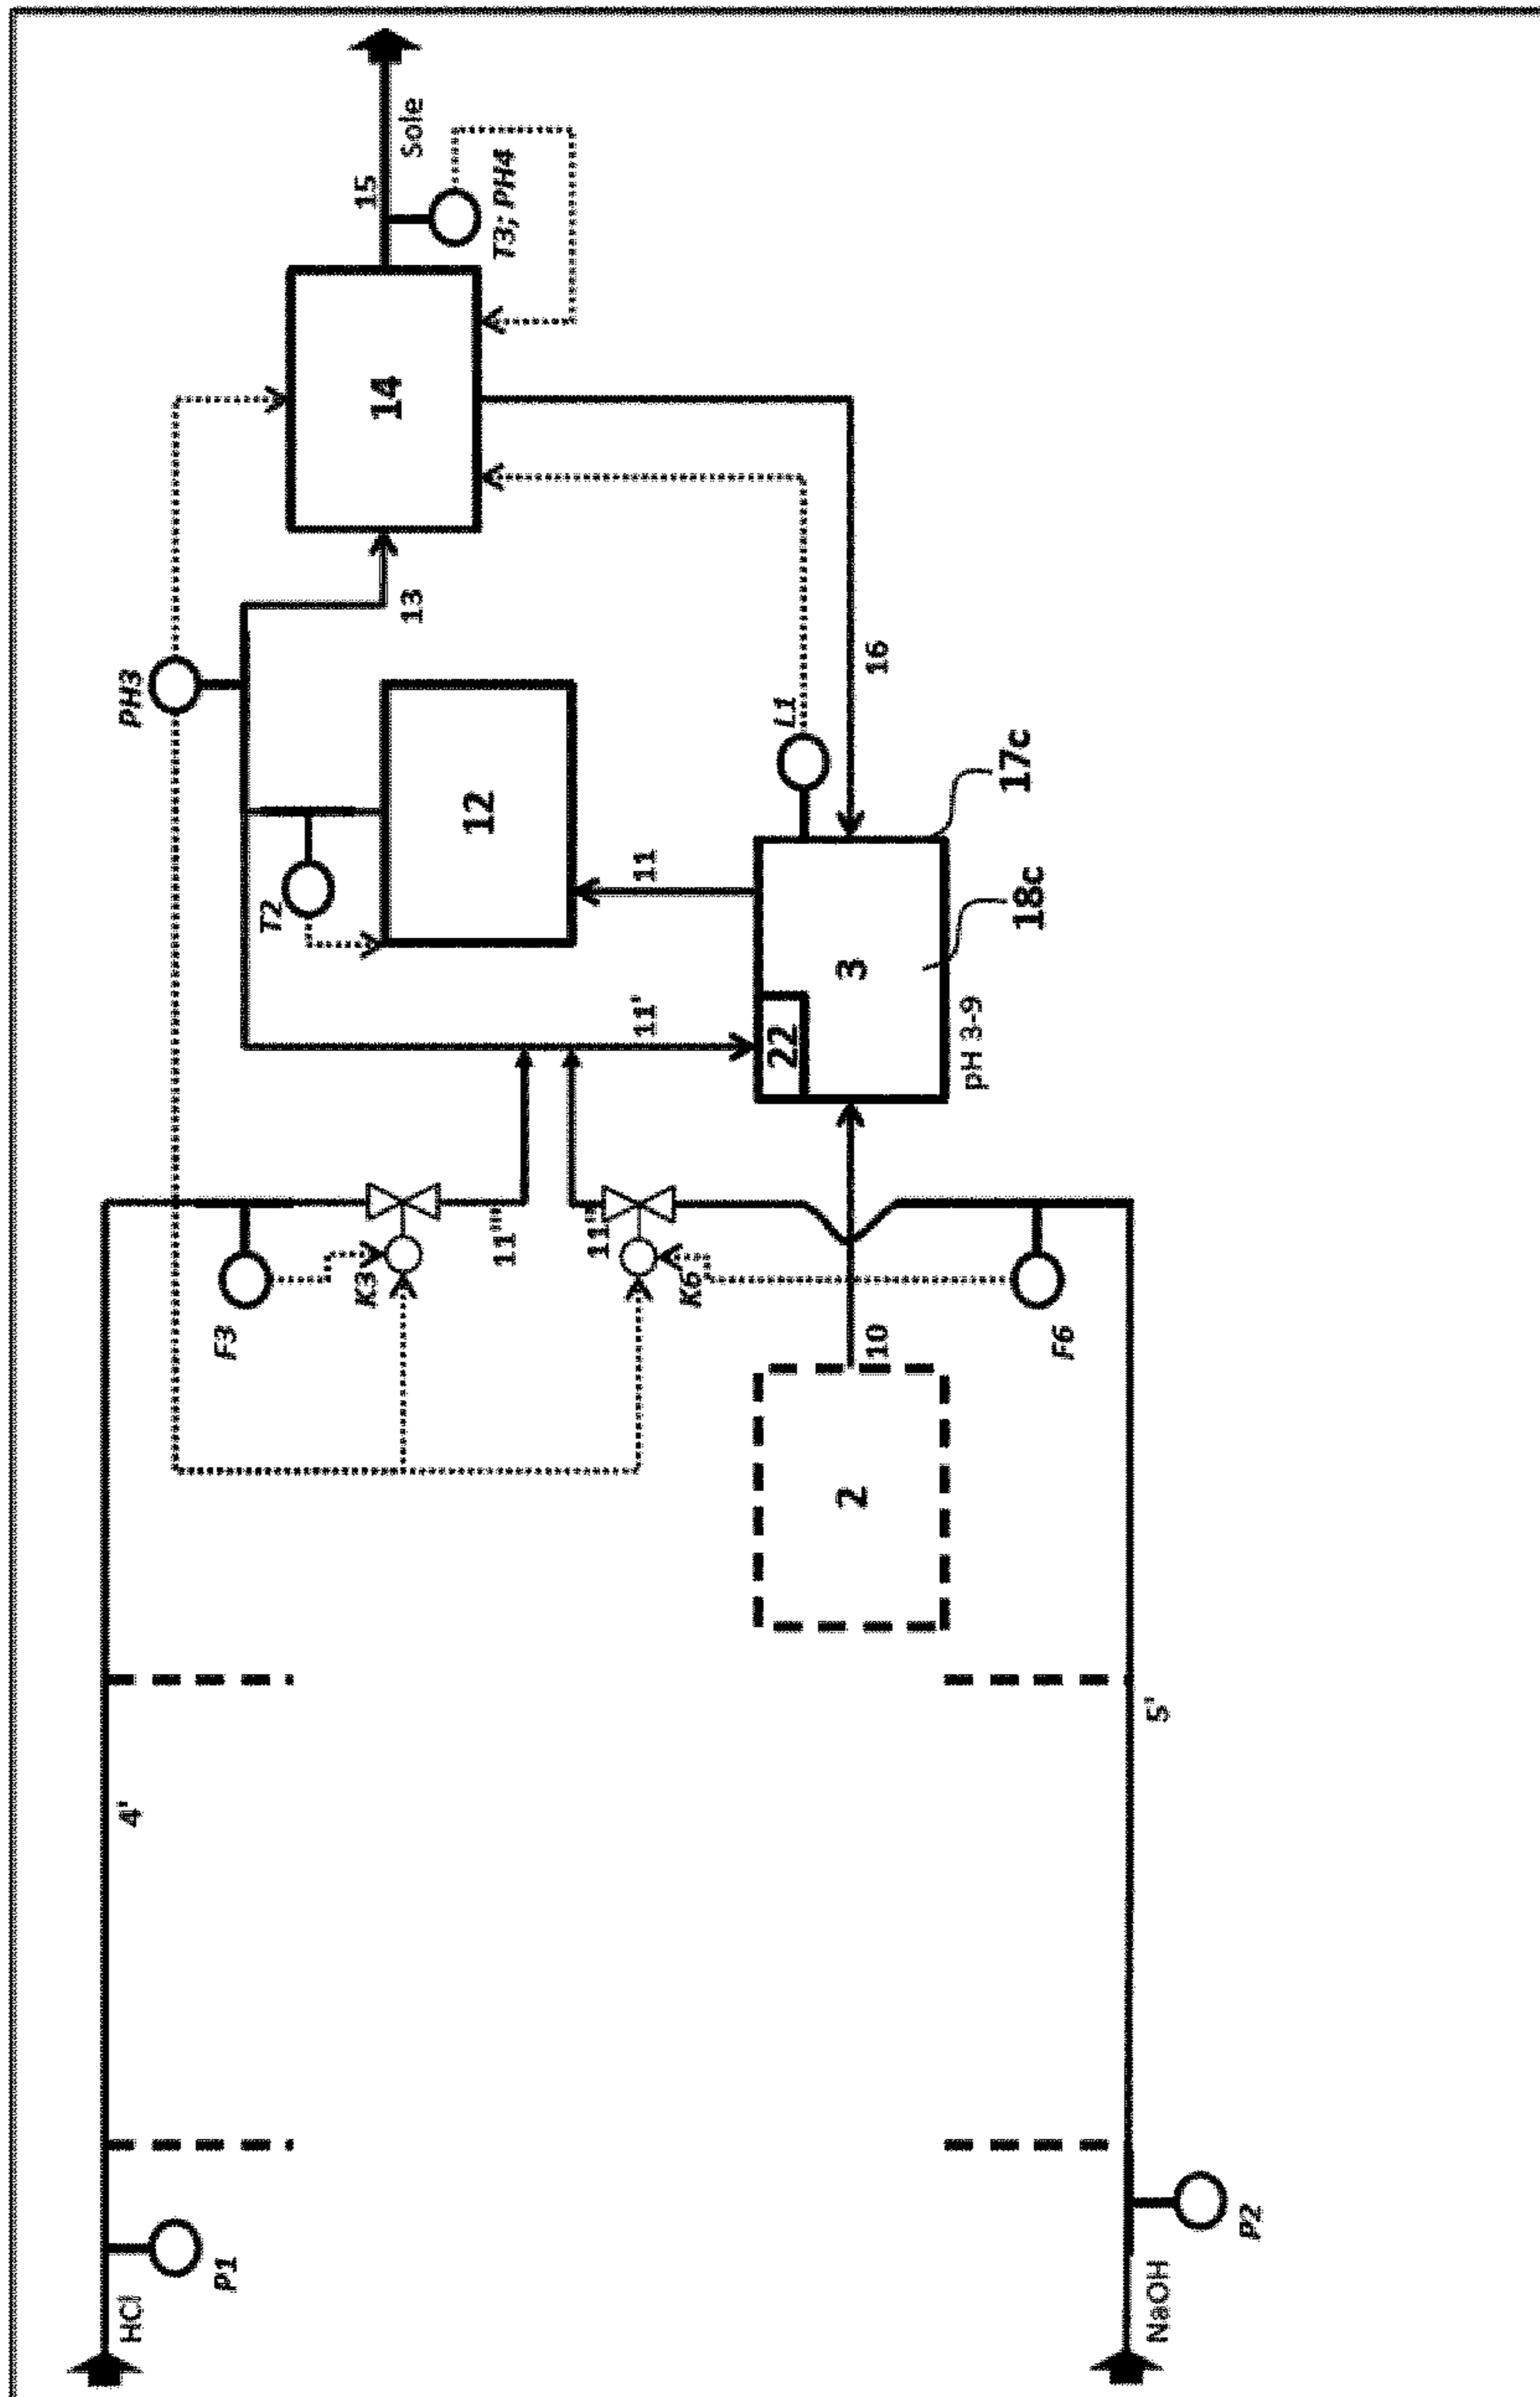 HCl
4'
PH3
P1
F3
T2
K3
15
Sole
14
13
12
T3; PH4
11'''
11''
11'
11
K6
22
L1
2
3
10
16
pH 3-9
18c
17c
F6
NaOH
5'
P2